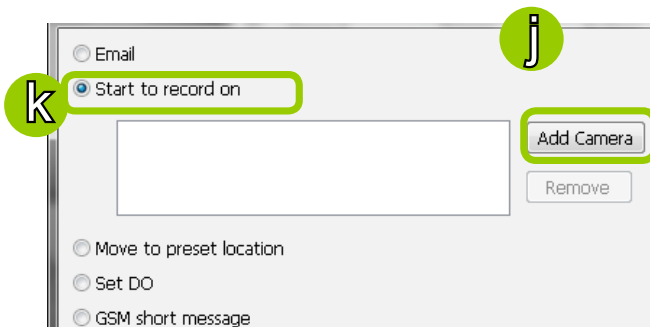 j
Email
k
Start to record on
Add Camera
Remove
Move to preset location
Set DO
GSM short message